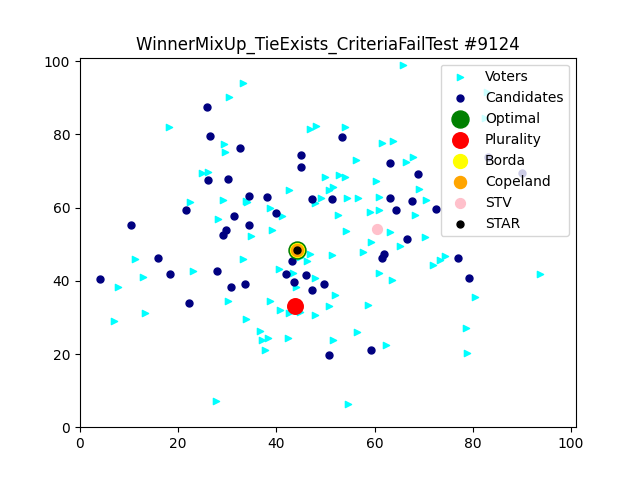 WinnerMixUp_TieExists_CriteriaFailTest #9124
100
80
60
40
20
0
0
20
40
60
80
100
Voters
Candidates
Optimal
Plurality
Borda
Copeland
STV
STAR